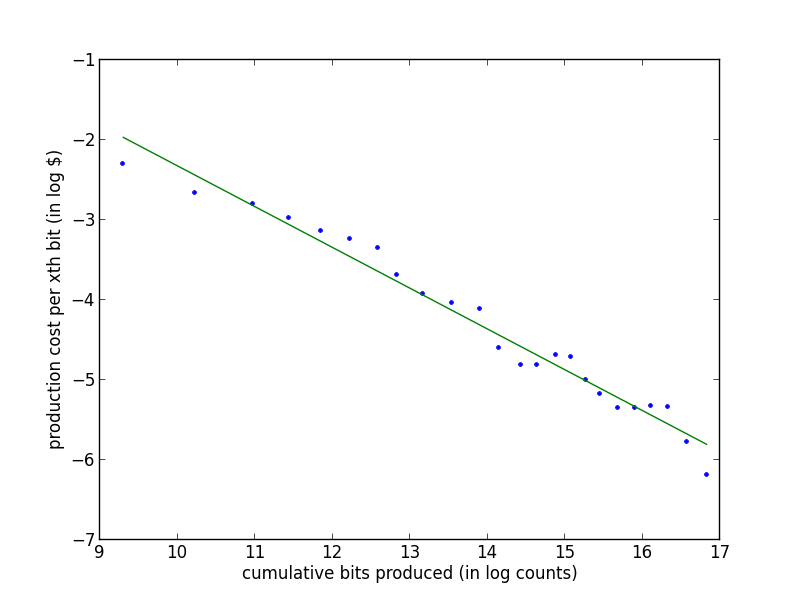 −1
−2
−3
−4
−5
−6
−7
production cost per xth bit (in log $)
9 10 11 12 13 14 15 16 17
cumulative bits produced (in log counts)